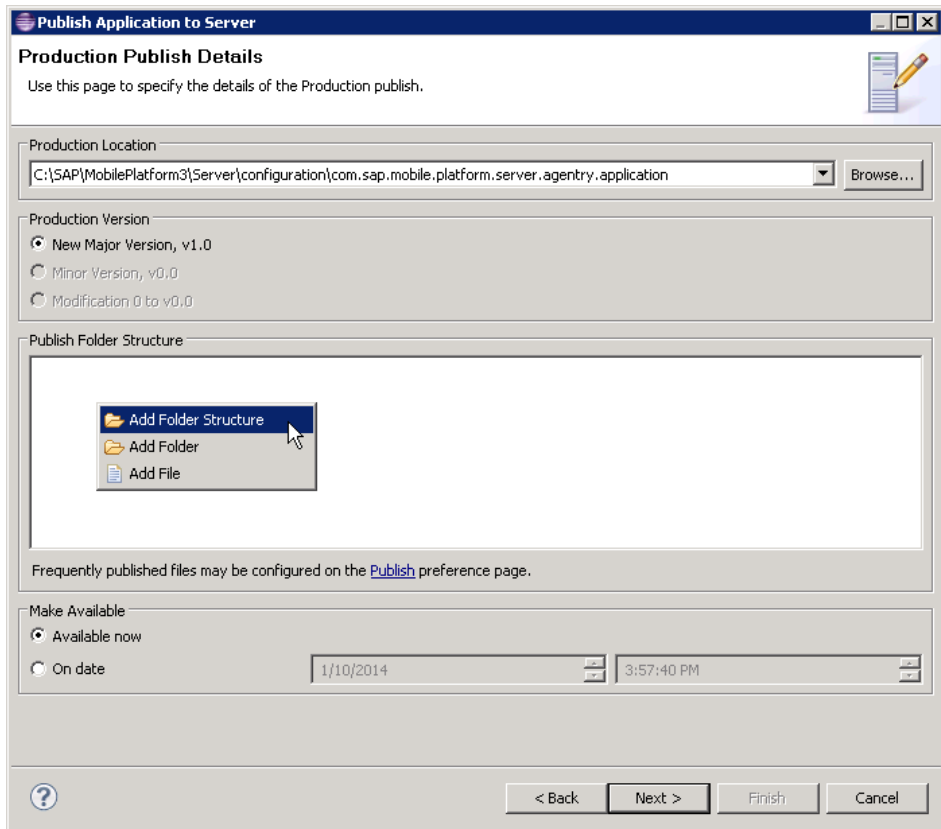 Publish Application to Server
Production Publish Details
Use this page to specify the details of the Production publish.
Production Location
C:\SAP\MobilePlatform3\Server\configuration\com.sap.mobile.platform.server.agentry.application
Browse...
Production Version
New Major Version, v1.0
Minor Version, v0.0
Modification 0 to v0.0
Publish Folder Structure
Add Folder Structure
Add Folder
Add File
Frequently published files may be configured on the Publish preference page.
Make Available
Available now
On date
1/10/2014
3:57:40 PM
?
< Back
Next >
Finish
Cancel